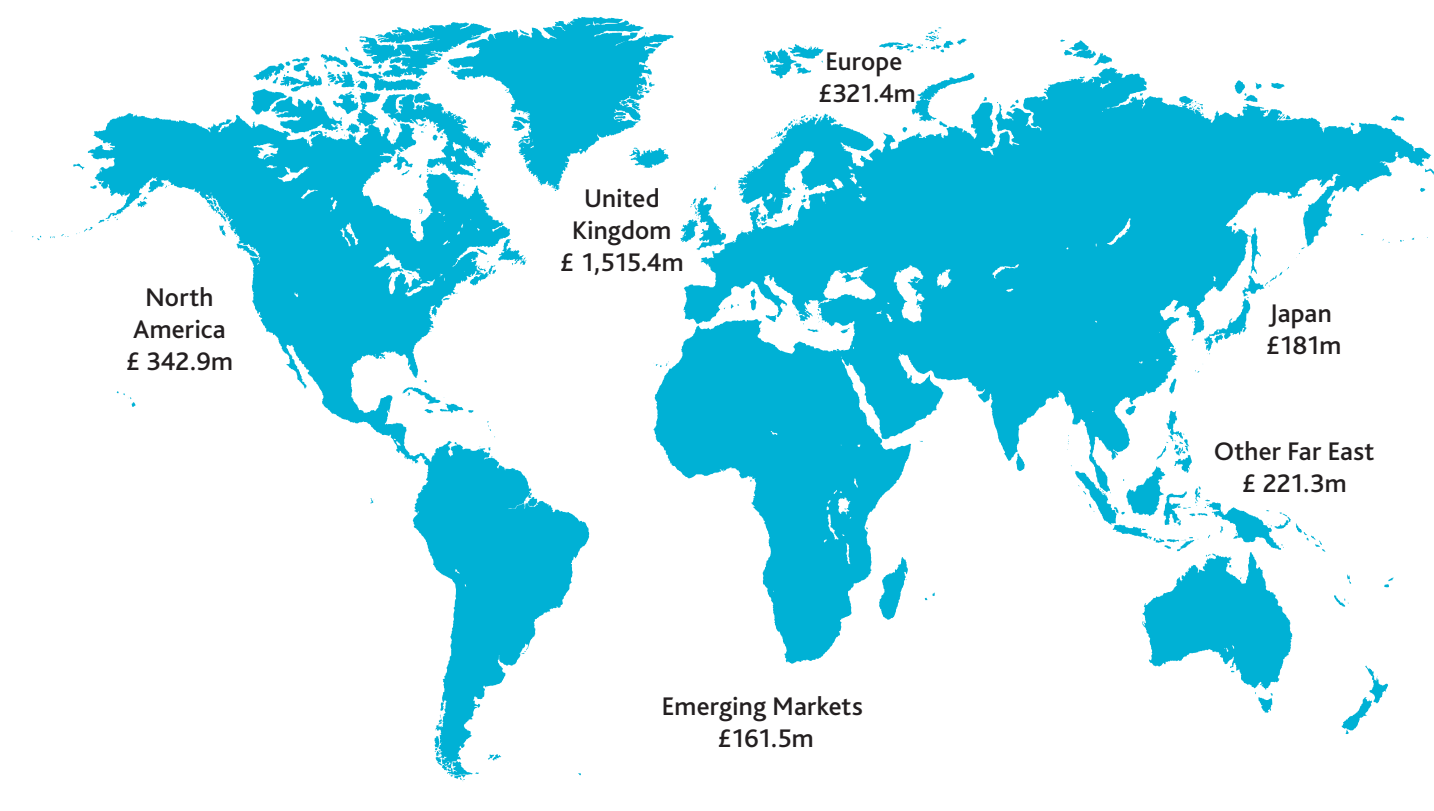 Europe
£321.4m
United
Kingdom
£ 1,515.4m
North
America
£ 342.9m
Japan
£181m
Other Far East
£ 221.3m
Emerging Markets
£161.5m